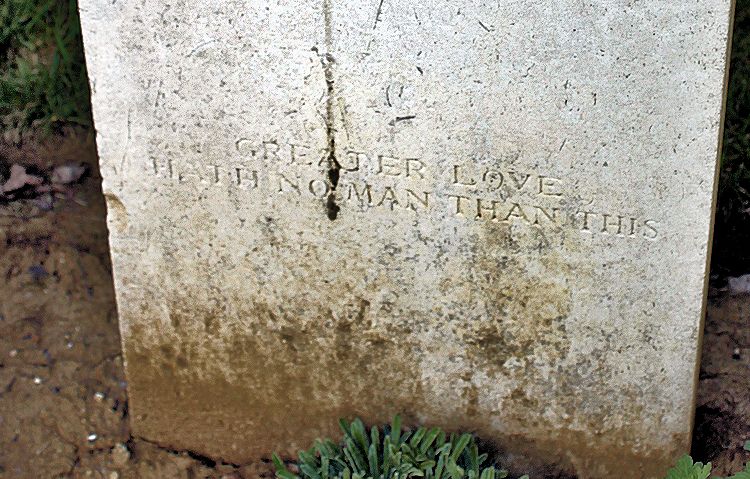 GREATER LOVE
HATH NO MAN THAN THIS